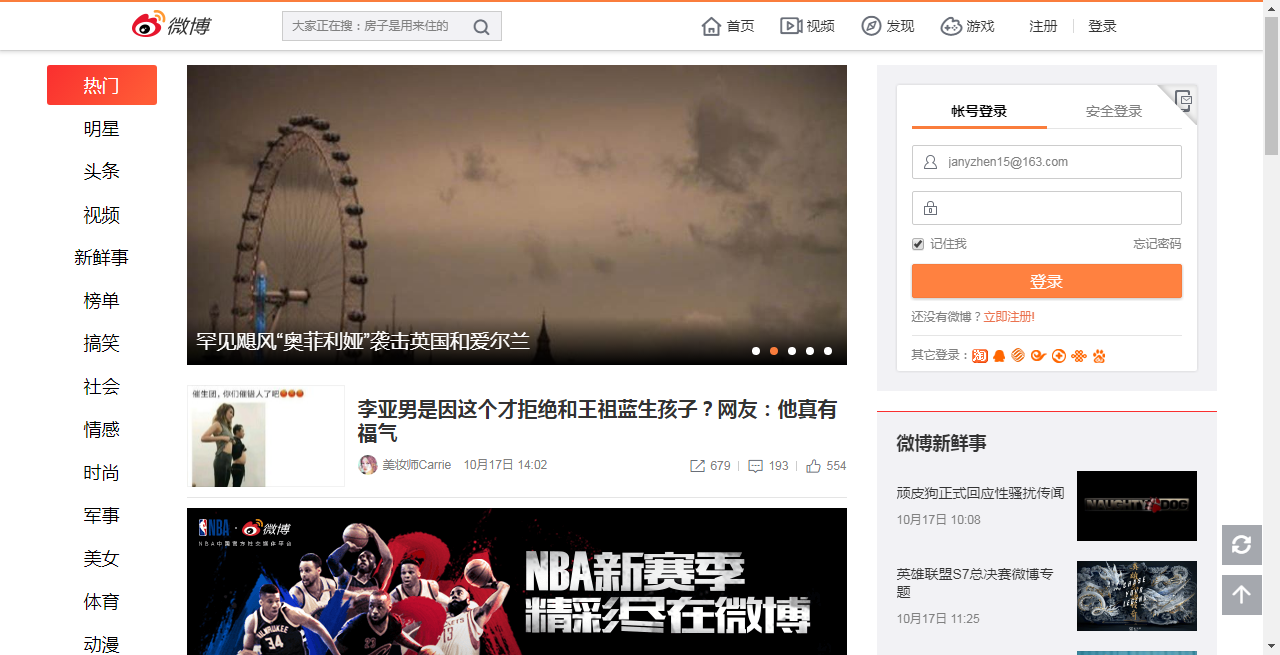 微博
大家正在搜：房子是用来住的
首页
视频
发现
游戏
注册
登录
热门
明星
头条
视频
新鲜事
榜单
搞笑
社会
情感
时尚
军事
美女
体育
动漫
罕见飓风“奥菲利娅”袭击英国和爱尔兰
催生团，你们催错人了吧
李亚男是因这个才拒绝和王祖蓝生孩子？网友：他真有
福气
美妆师Carrie 10月17日 14:02
679
193
554
NBA · 微博
NBA中国官方社交媒体平台
NBA新赛季
精彩尽在微博
帐号登录
安全登录
janyzhen15@163.com
记住我
忘记密码
登录
还没有微博？立即注册!
其它登录：
淘
微博新鲜事
顽皮狗正式回应性骚扰传闻
10月17日 10:08
NAUGHTY DOG
英雄联盟S7总决赛微博专
题
10月17日 11:25